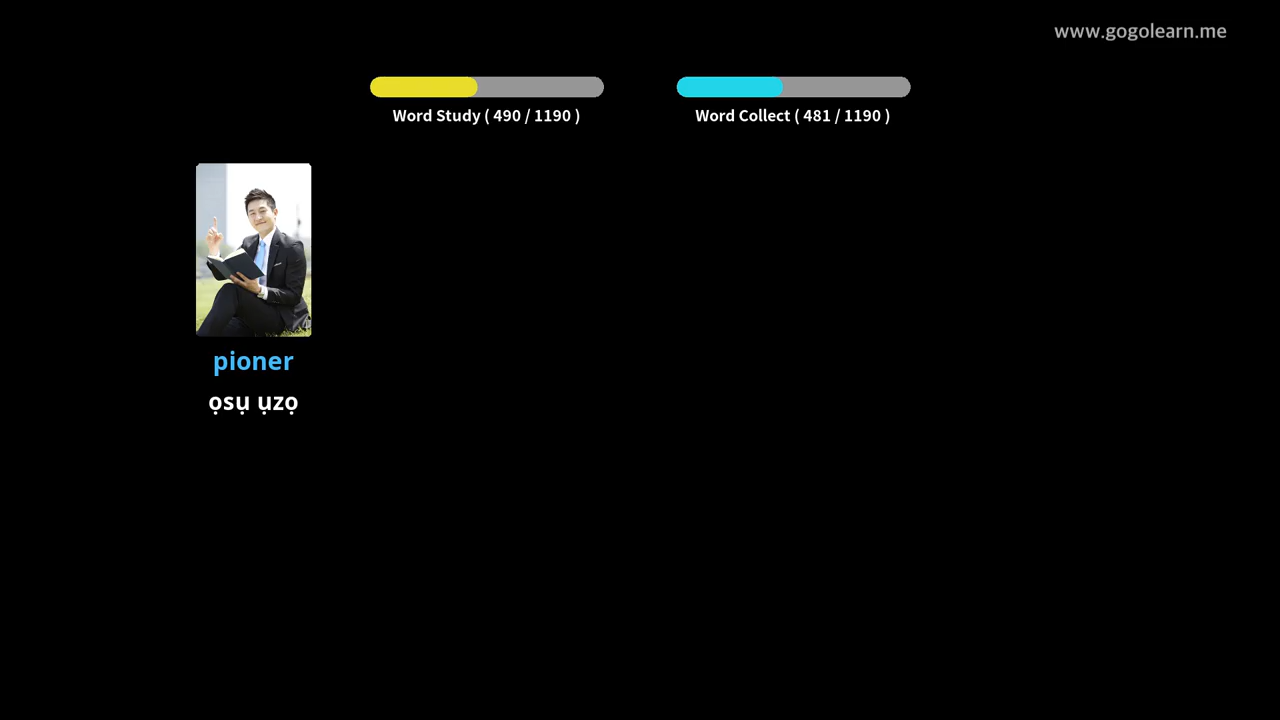 www.gogolearn.me
Word Study ( 490 / 1190 )
Word Collect ( 481 / 1190 )
pioner
ọsụ ụzọ